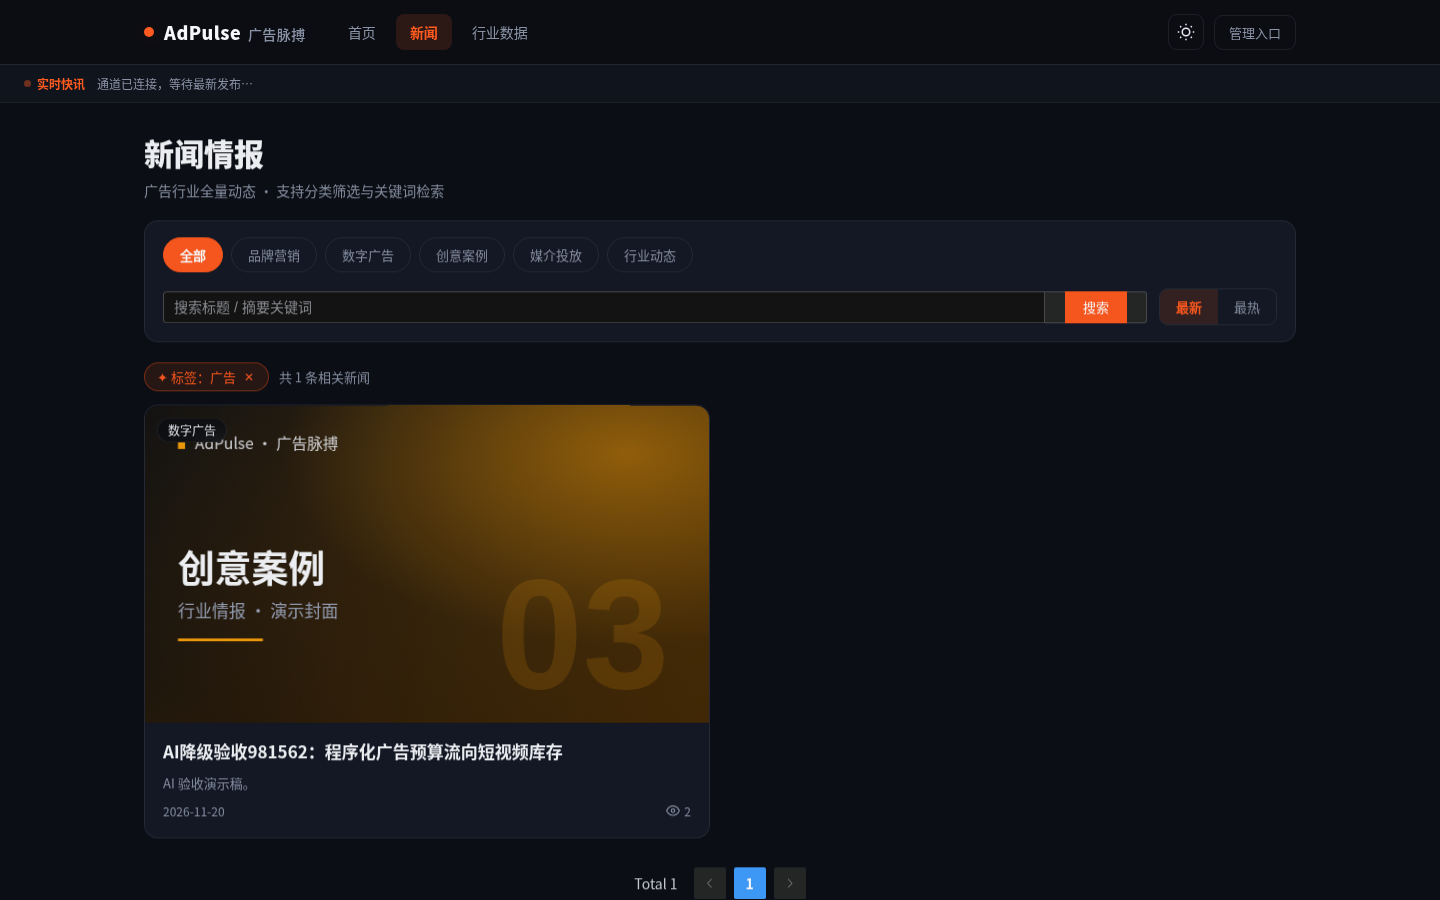 AdPulse 广告脉搏 首页 新闻 行业数据 管理入口
实时快讯 通道已连接，等待最新发布…
新闻情报
广告行业全量动态 · 支持分类筛选与关键词检索
全部 品牌营销 数字广告 创意案例 媒介投放 行业动态
搜索标题 / 摘要关键词 搜索 最新 最热
✦ 标签：广告 ✕ 共 1 条相关新闻
数字广告
AdPulse · 广告脉搏
创意案例
行业情报 · 演示封面
03
AI降级验收981562：程序化广告预算流向短视频库存
AI 验收演示稿。
2026-11-20 2
Total 1 1